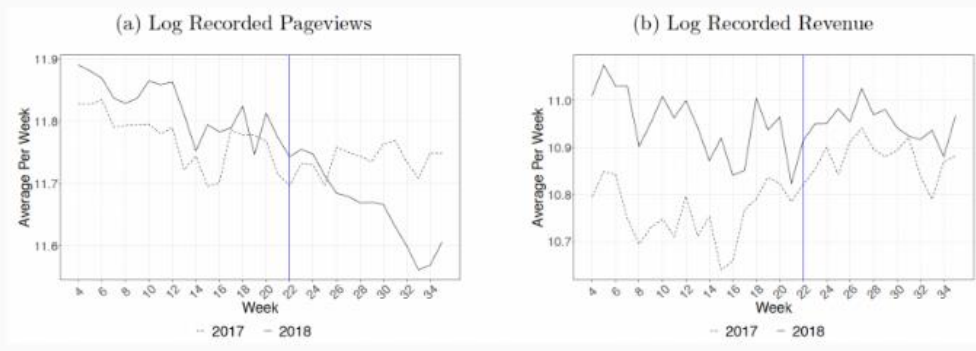 (a) Log Recorded Pageviews
Average Per Week
11.9
11.8
11.7
11.6
4 6 8 10 12 14 16 18 20 22 24 26 28 30 32 34
Week
2017 2018
(b) Log Recorded Revenue
Average Per Week
11.0
10.9
10.8
10.7
4 6 8 10 12 14 16 18 20 22 24 26 28 30 32 34
Week
2017 2018